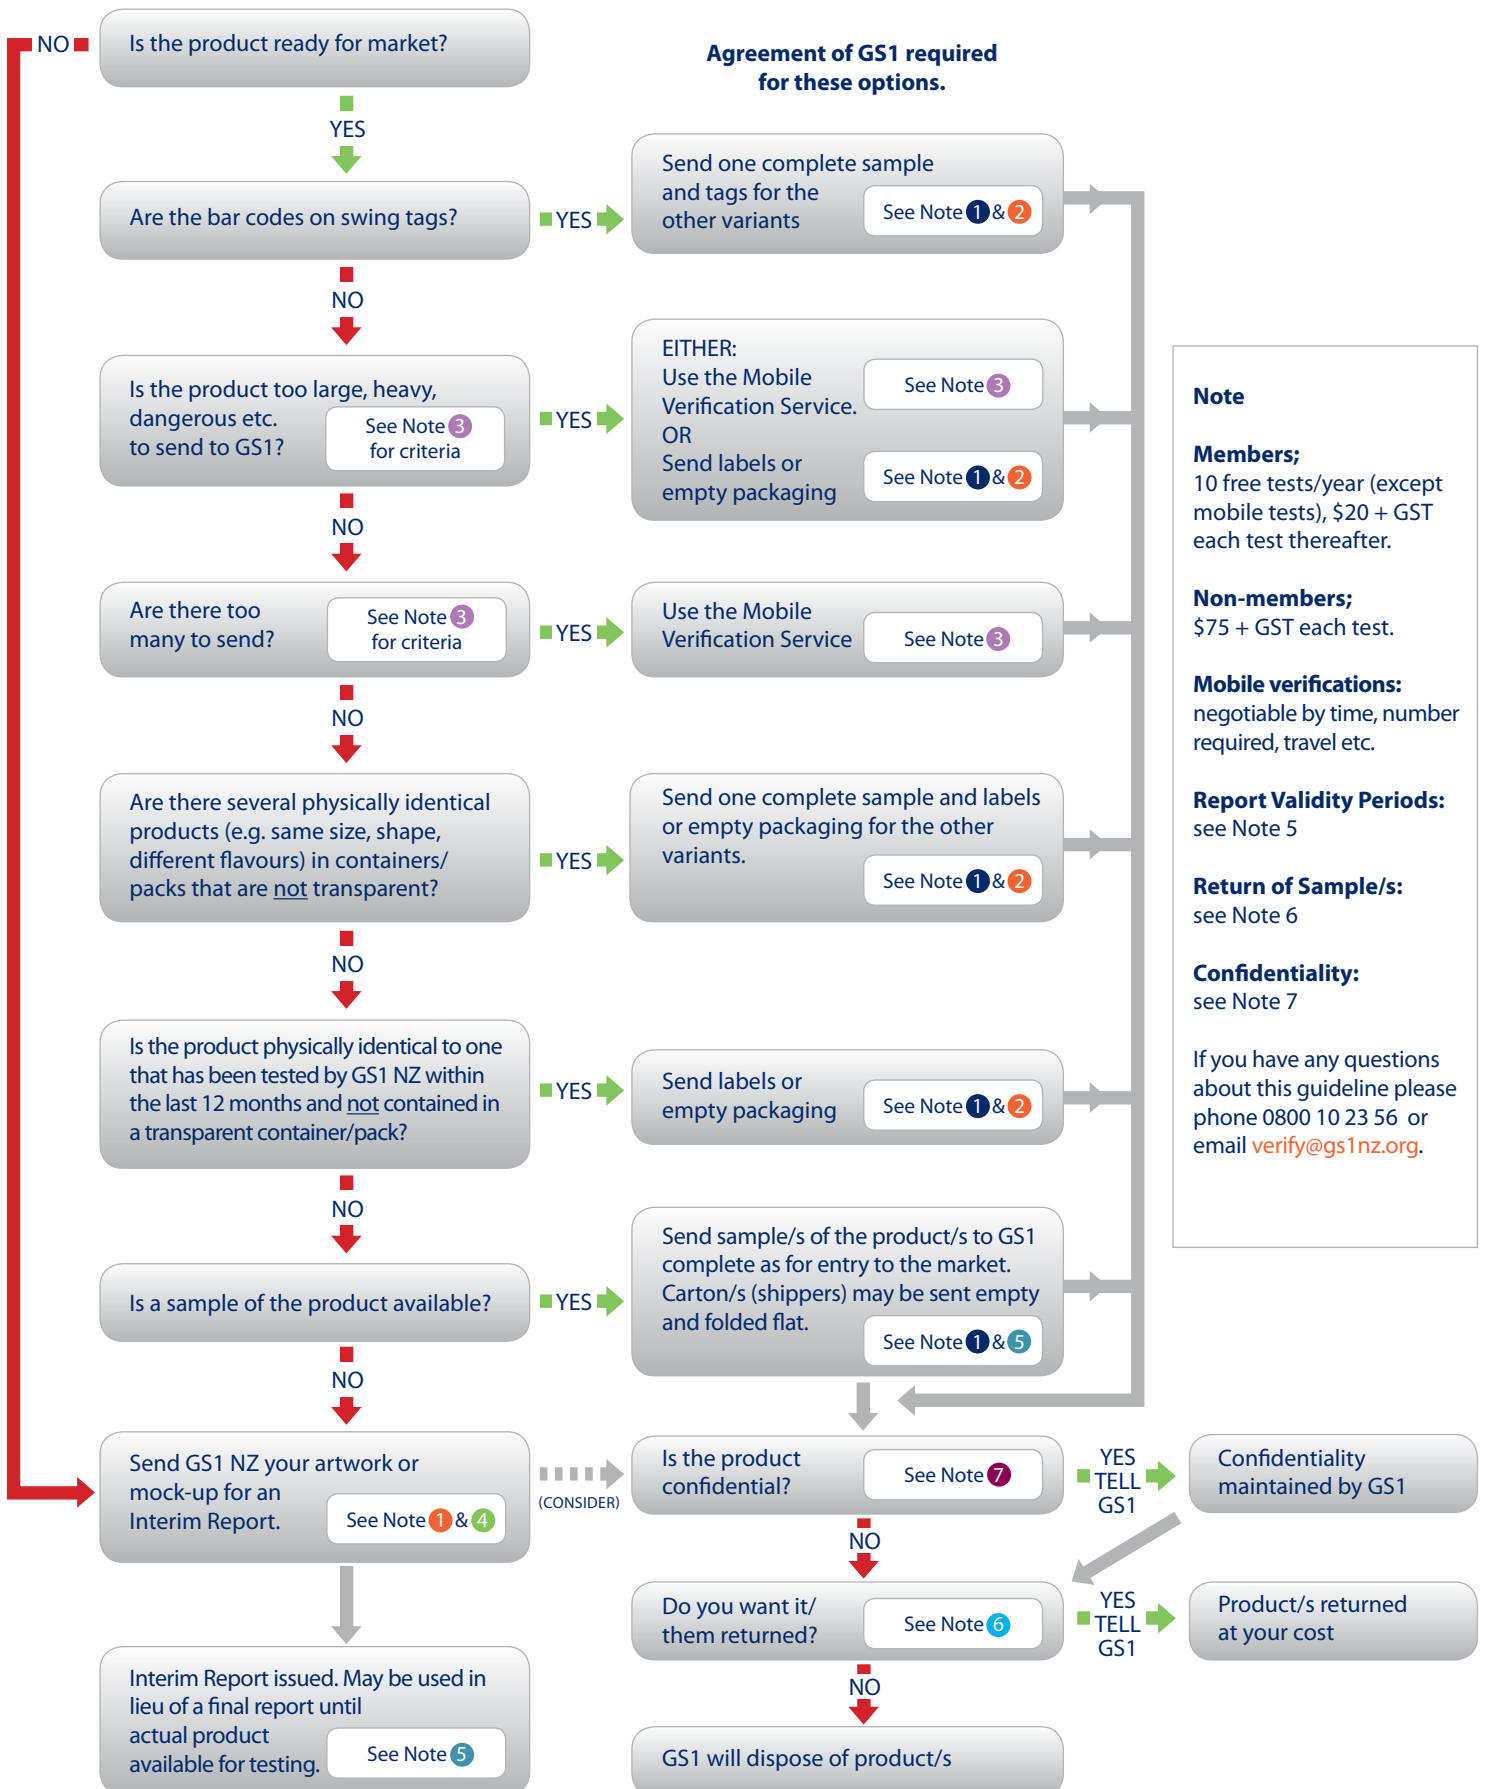 NO
Is the product ready for market?
Agreement of GS1 required
for these options.
YES
Are the bar codes on swing tags?
YES
Send one complete sample
and tags for the
other variants
See Note 1 & 2
NO
Is the product too large, heavy,
dangerous etc.
to send to GS1?
See Note 3
for criteria
YES
EITHER:
Use the Mobile
Verification Service.
See Note 3
OR
Send labels or
empty packaging
See Note 1 & 2
NO
Are there too
many to send?
See Note 3
for criteria
YES
Use the Mobile
Verification Service
See Note 3
NO
Are there several physically identical
products (e.g. same size, shape,
different flavours) in containers/
packs that are not transparent?
YES
Send one complete sample and labels
or empty packaging for the other
variants.
See Note 1 & 2
NO
Is the product physically identical to one
that has been tested by GS1 NZ within
the last 12 months and not contained in
a transparent container/pack?
YES
Send labels or
empty packaging
See Note 1 & 2
NO
Is a sample of the product available?
YES
Send sample/s of the product/s to GS1
complete as for entry to the market.
Carton/s (shippers) may be sent empty
and folded flat.
See Note 1 & 5
NO
Send GS1 NZ your artwork or
mock-up for an
Interim Report.
See Note 1 & 4
(CONSIDER)
Is the product
confidential?
See Note 7
YES
TELL
GS1
Confidentiality
maintained by GS1
NO
Do you want it/
them returned?
See Note 6
YES
TELL
GS1
Product/s returned
at your cost
NO
Interim Report issued. May be used in
lieu of a final report until
actual product
available for testing.
See Note 5
GS1 will dispose of product/s
Note
Members;
10 free tests/year (except
mobile tests), $20 + GST
each test thereafter.
Non-members;
$75 + GST each test.
Mobile verifications:
negotiable by time, number
required, travel etc.
Report Validity Periods:
see Note 5
Return of Sample/s:
see Note 6
Confidentiality:
see Note 7
If you have any questions
about this guideline please
phone 0800 10 23 56 or
email verify@gs1nz.org.